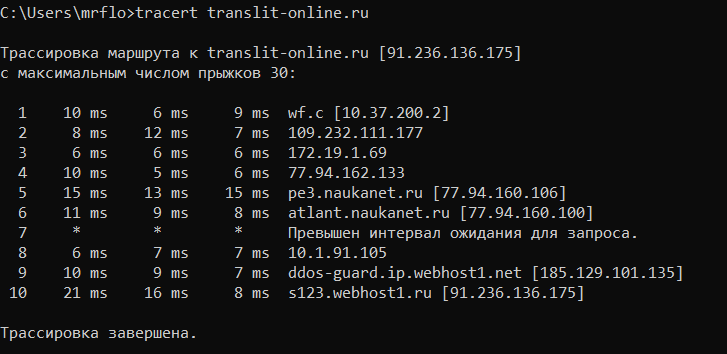 C:\Users\mrflo>tracert translit-online.ru
Трассировка маршрута к translit-online.ru [91.236.136.175]
с максимальным числом прыжков 30:
1 10 ms 6 ms 9 ms wf.c [10.37.200.2]
2 8 ms 12 ms 7 ms 109.232.111.177
3 6 ms 6 ms 6 ms 172.19.1.69
4 10 ms 5 ms 6 ms 77.94.162.133
5 15 ms 13 ms 15 ms pe3.naukanet.ru [77.94.160.106]
6 11 ms 9 ms 8 ms atlant.naukanet.ru [77.94.160.100]
7 * * * Превышен интервал ожидания для запроса.
8 6 ms 7 ms 7 ms 10.1.91.105
9 10 ms 9 ms 7 ms ddos-guard.ip.webhost1.net [185.129.101.135]
10 21 ms 16 ms 8 ms s123.webhost1.ru [91.236.136.175]
Трассировка завершена.